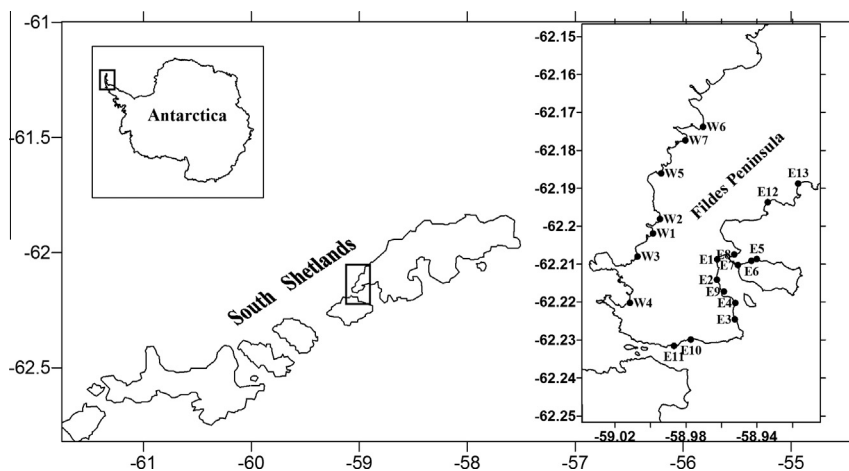 -61
-61.5
-62
-62.5
-61
-60
-59
-58
-57
-56
-55
Antarctica
South Shetlands
-62.15
-62.16
-62.17
-62.18
-62.19
-62.2
-62.21
-62.22
-62.23
-62.24
-62.25
-59.02
-58.98
-58.94
Fildes Peninsula
W6
W7
W5
W2
W1
W3
W4
E13
E12
E8
E5
E1
E7
E6
E2
E9
E4
E3
E10
E11